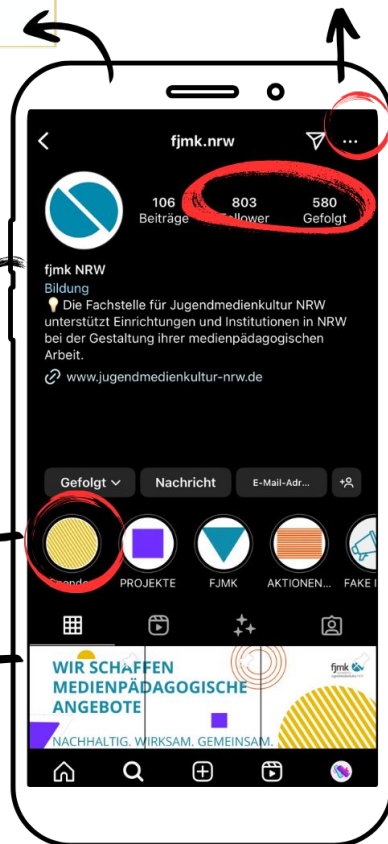 fjmk.nrw
106 803 580
Beiträge Follower Gefolgt
fjmk NRW
Bildung
Die Fachstelle für Jugendmedienkultur NRW
unterstützt Einrichtungen und Institutionen in NRW
bei der Gestaltung ihrer medienpädagogischen
Arbeit.
www.jugendmedienkultur-nrw.de
Gefolgt Nachricht E-Mail-Adr...
PROJEKTE FJMK AKTIONEN... FAKE
WIR SCHAFFEN
MEDIENPÄDAGOGISCHE
ANGEBOTE
fjmk
NACHHALTIG. WIRKSAM. GEMEINSAM.